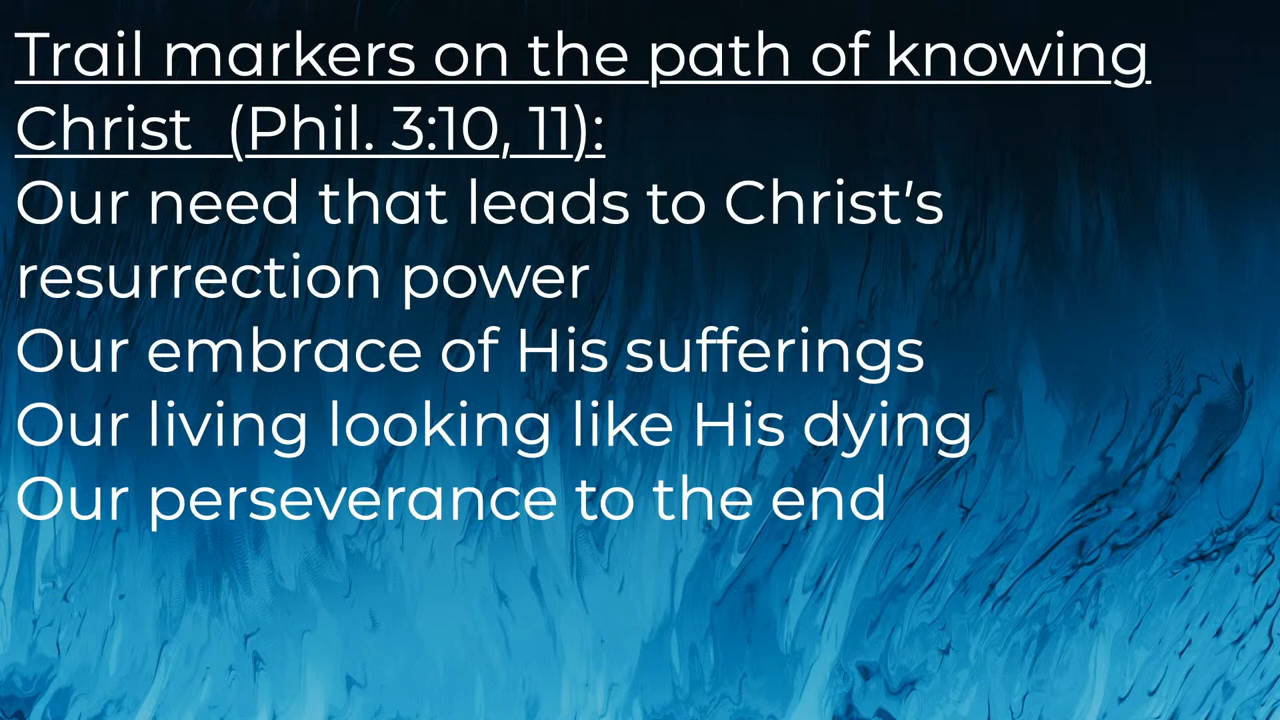 Trail markers on the path of knowing
Christ  (Phil. 3:10, 11):
Our need that leads to Christ’s
resurrection power
Our embrace of His sufferings
Our living looking like His dying
Our perseverance to the end